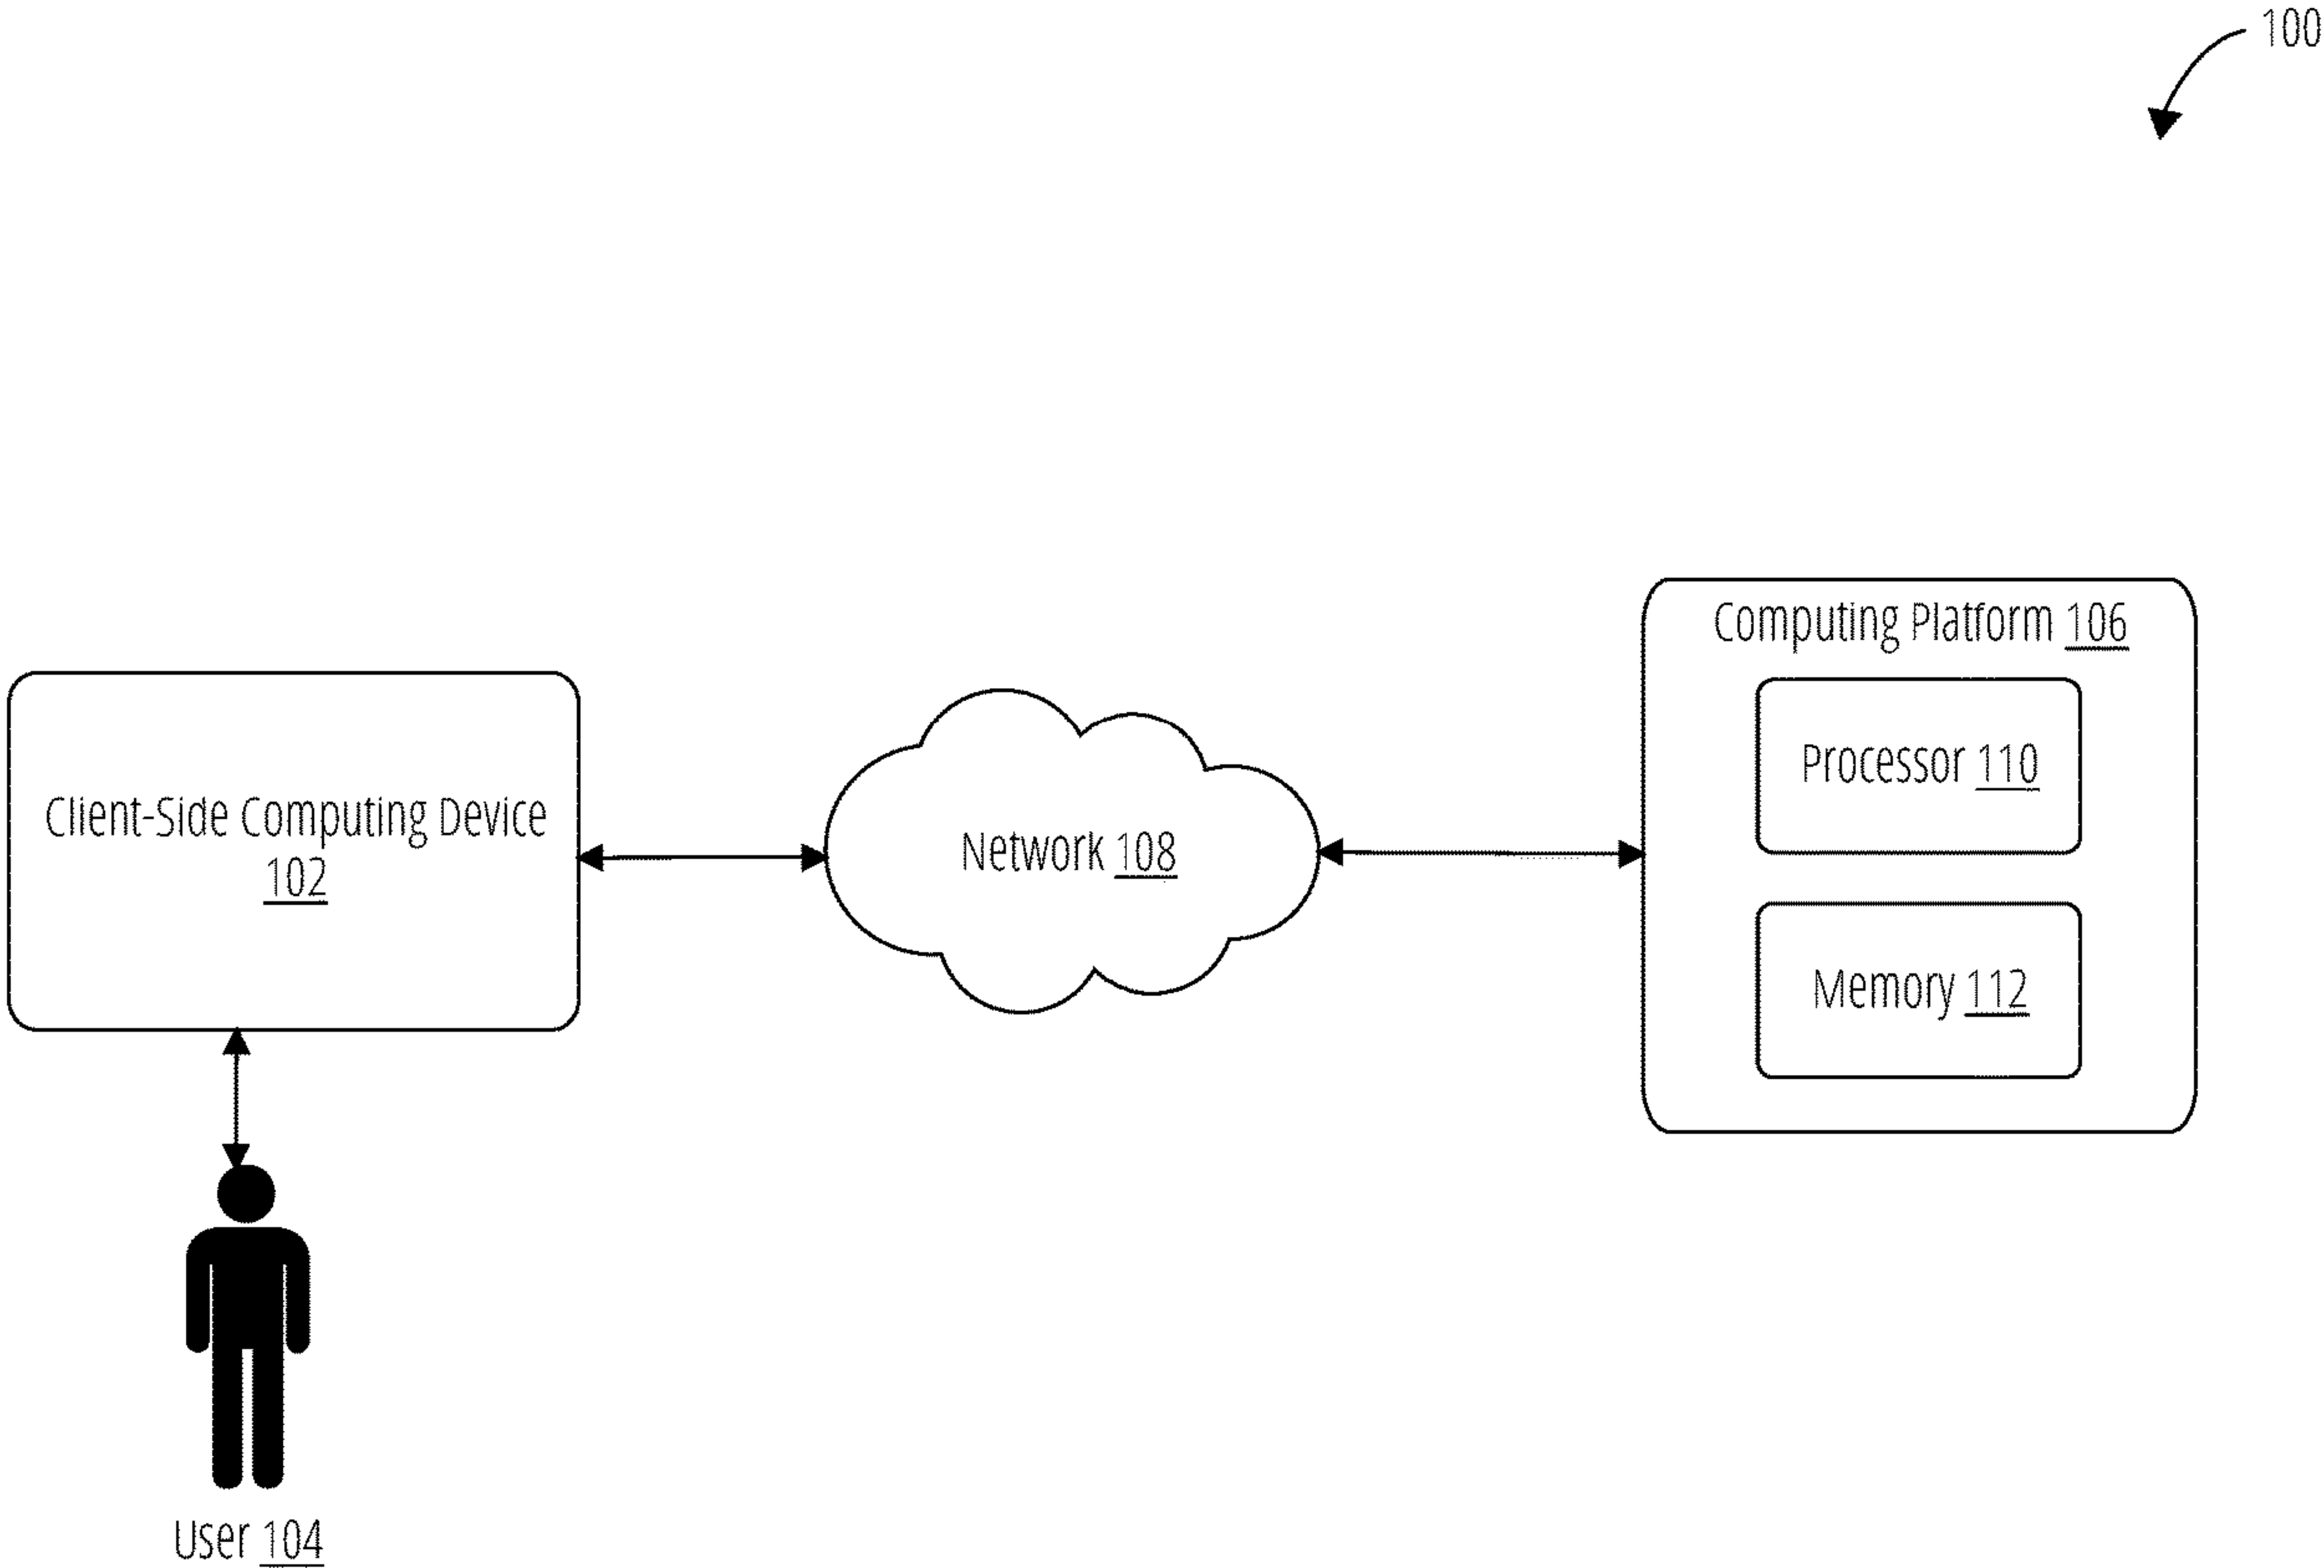 100
Computing Platform 106
Processor 110
Client-Side Computing Device
102
Network 108
Memory 112
User 104